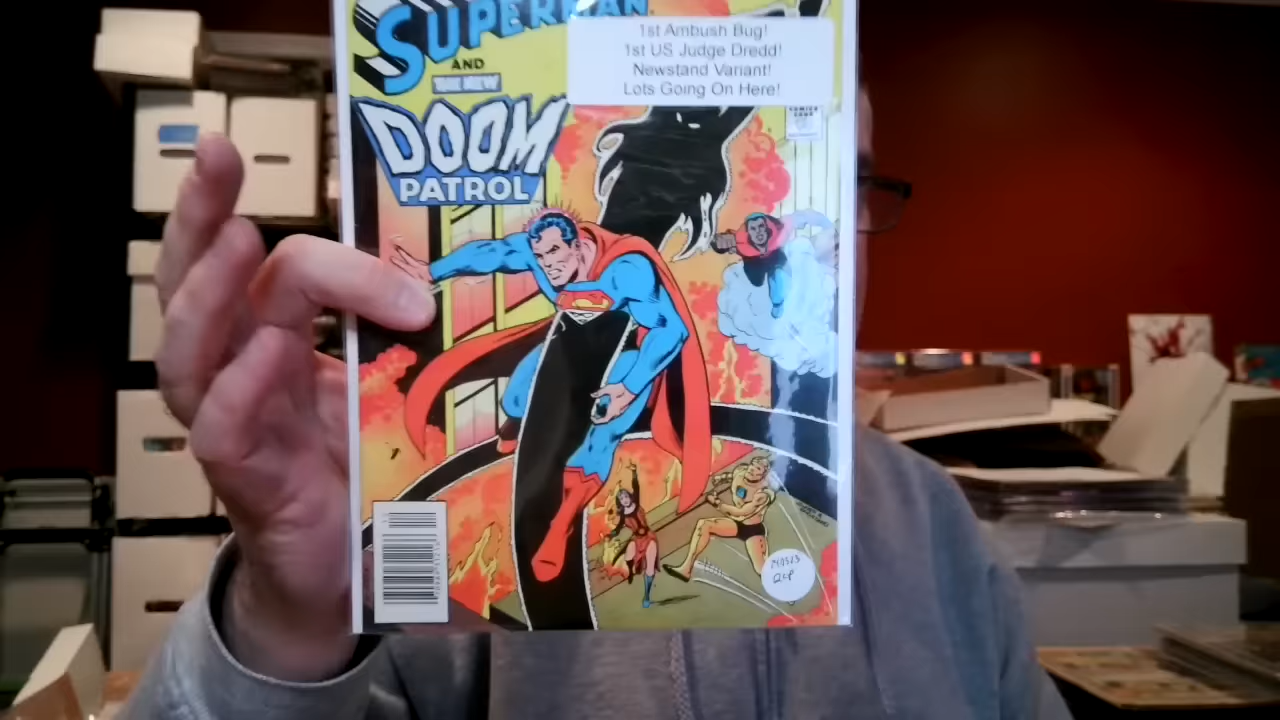 SUPERMAN
AND
THE NEW
DOOM
PATROL
1st Ambush Bug!
1st US Judge Dredd!
Newstand Variant!
Lots Going On Here!